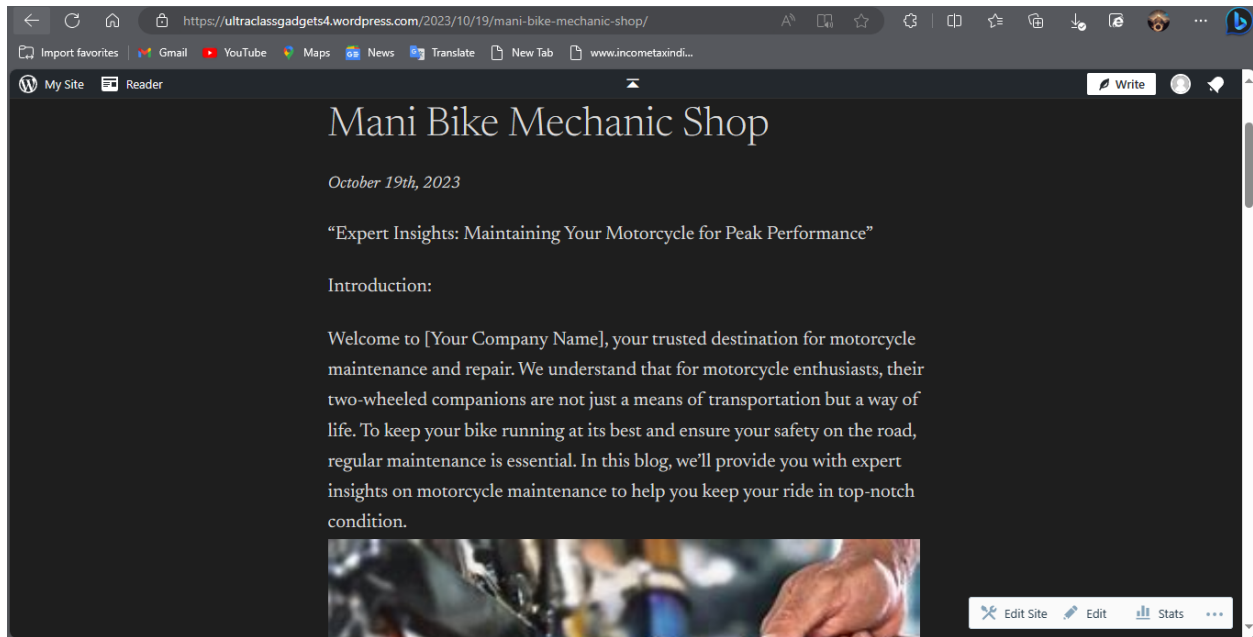 https://ultraclassgadgets4.wordpress.com/2023/10/19/mani-bike-mechanic-shop/
Import favorites
Gmail
YouTube
Maps
News
Translate
New Tab
www.incometaxindi...
My Site
Reader
Write
Mani Bike Mechanic Shop
October 19th, 2023
“Expert Insights: Maintaining Your Motorcycle for Peak Performance”
Introduction:
Welcome to [Your Company Name], your trusted destination for motorcycle
maintenance and repair. We understand that for motorcycle enthusiasts, their
two-wheeled companions are not just a means of transportation but a way of
life. To keep your bike running at its best and ensure your safety on the road,
regular maintenance is essential. In this blog, we’ll provide you with expert
insights on motorcycle maintenance to help you keep your ride in top-notch
condition.
Edit Site
Edit
Stats